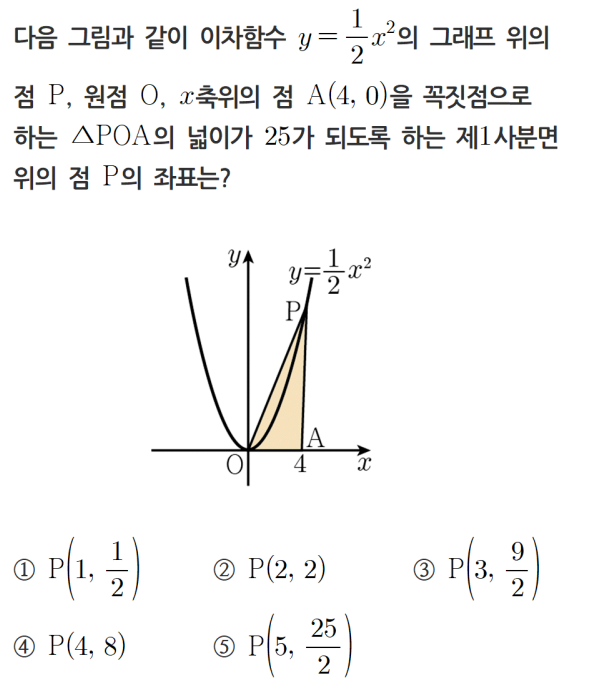 다음 그림과 같이 이차함수 y=1/2x²의 그래프 위의
점 P, 원점 O, x축위의 점 A(4, 0)을 꼭짓점으로
하는 △POA의 넓이가 25가 되도록 하는 제1사분면
위의 점 P의 좌표는?
y
y=1/2x²
P
A
O
4
x
① P(1, 1/2) ② P(2, 2) ③ P(3, 9/2)
④ P(4, 8) ⑤ P(5, 25/2)